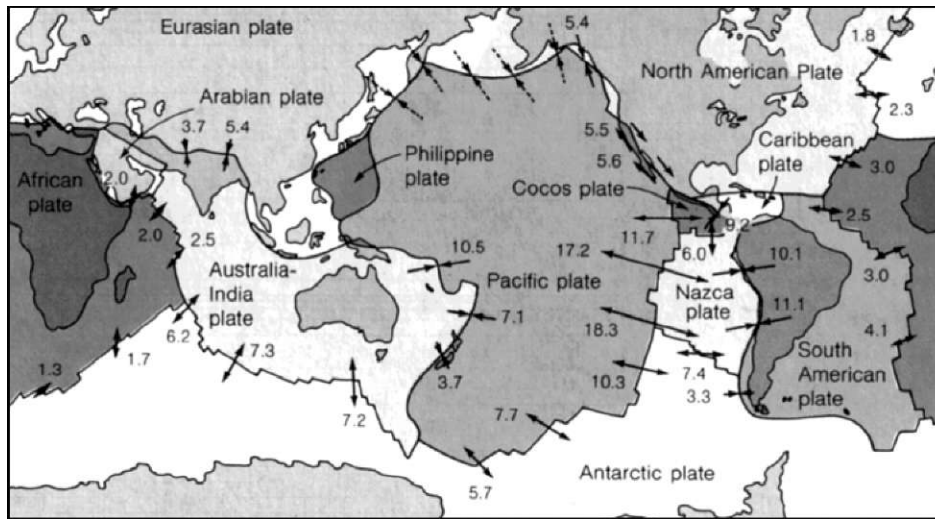 5.4
1.8
Eurasian plate
North American Plate
Arabian plate
2.3
3.7
5.4
5.5
Caribbean
plate
Philippine
plate
5.6
3.0
African
plate
2.0
Cocos plate
2.0
2.5
9.2
2.5
11.7
10.5
17.2
6.0
10.1
3.0
Australia-
India
plate
Pacific plate
Nazca
plate
11.1
6.2
7.1
18.3
4.1
7.3
1.7
1.3
3.7
10.3
7.4
South
American
plate
3.3
7.2
7.7
Antarctic plate
5.7